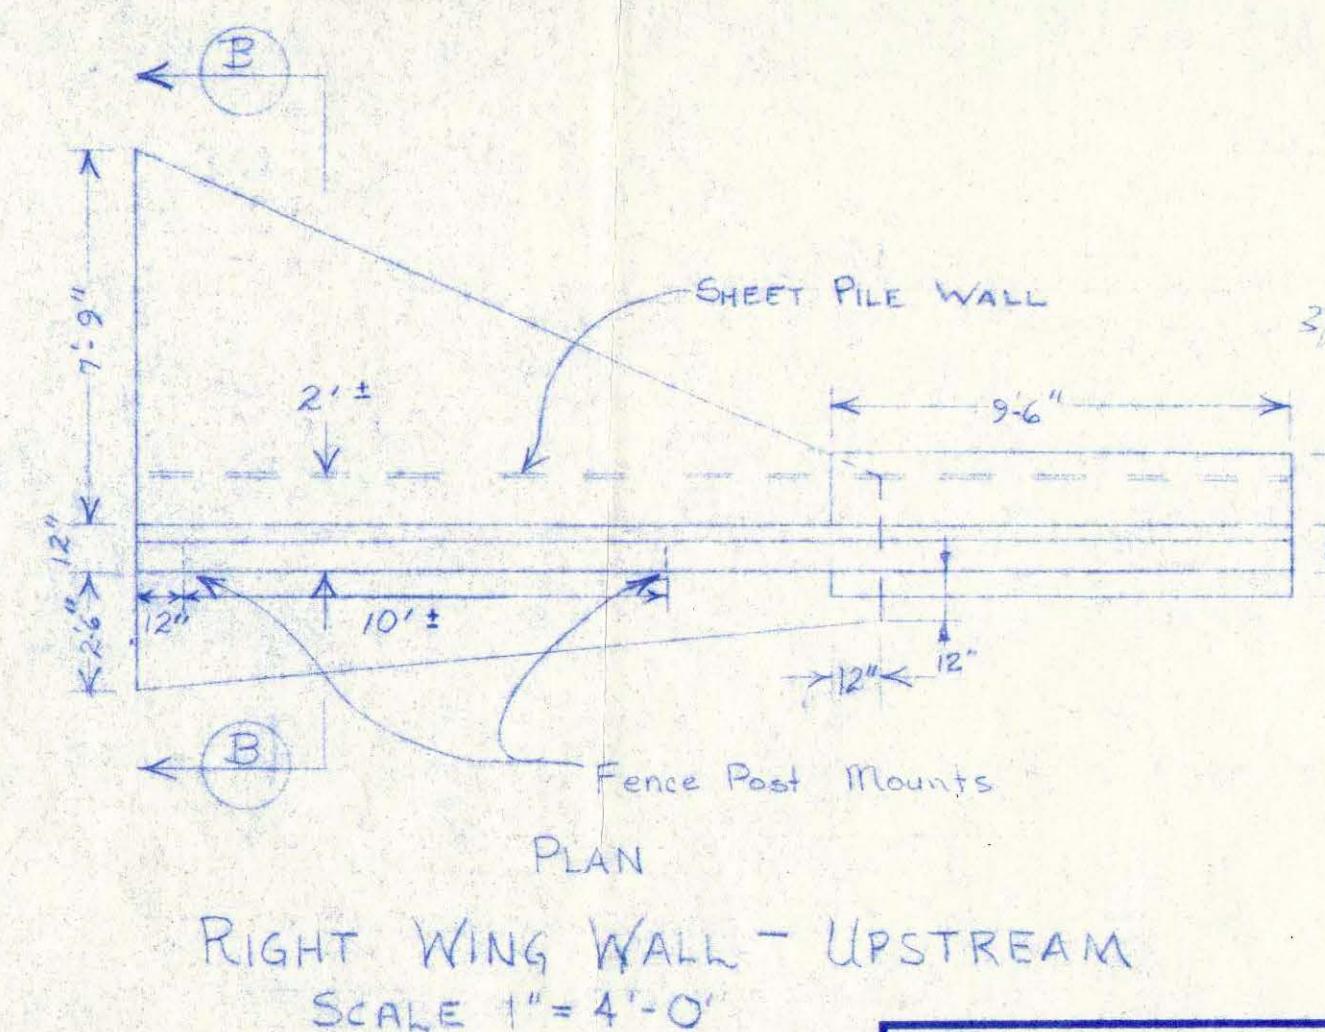 B
7'-9"
SHEET PILE WALL
2' ±
9'-6"
12"
2'-6"
12"
10' ±
12"
12"
B
Fence Post Mounts
PLAN
RIGHT WING WALL - UPSTREAM
SCALE 1" = 4'-0'